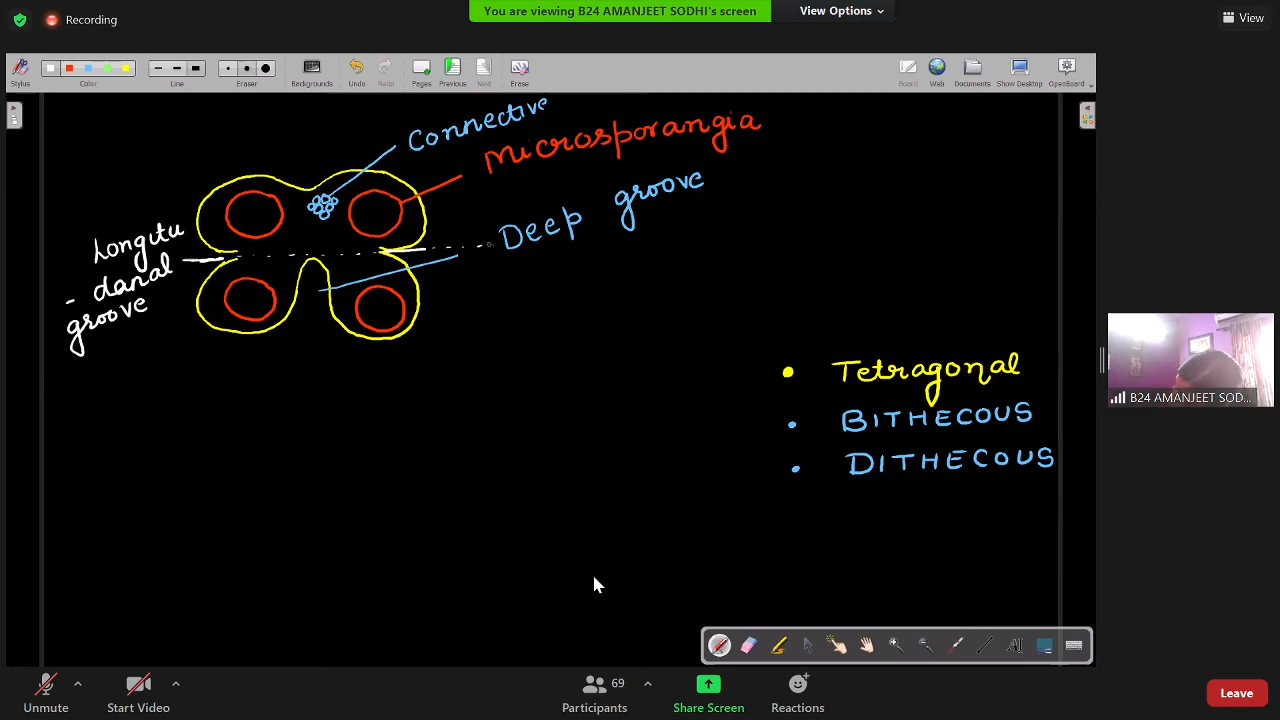 Recording
You are viewing B24 AMANJEET SODHI's screen
View Options
View
Stylus
Color
Line
Eraser
Backgrounds
Undo
Redo
Pages
Previous
Next
Erase
Board
Web
Documents
Show Desktop
OpenBoard
Connective
Microsporangia
Deep groove
Longitu
- danal
groove
• Tetragonal
• BITHECOUS
• DITHECOUS
B24 AMANJEET SOD...
Unmute
Start Video
69
Participants
Share Screen
Reactions
Leave